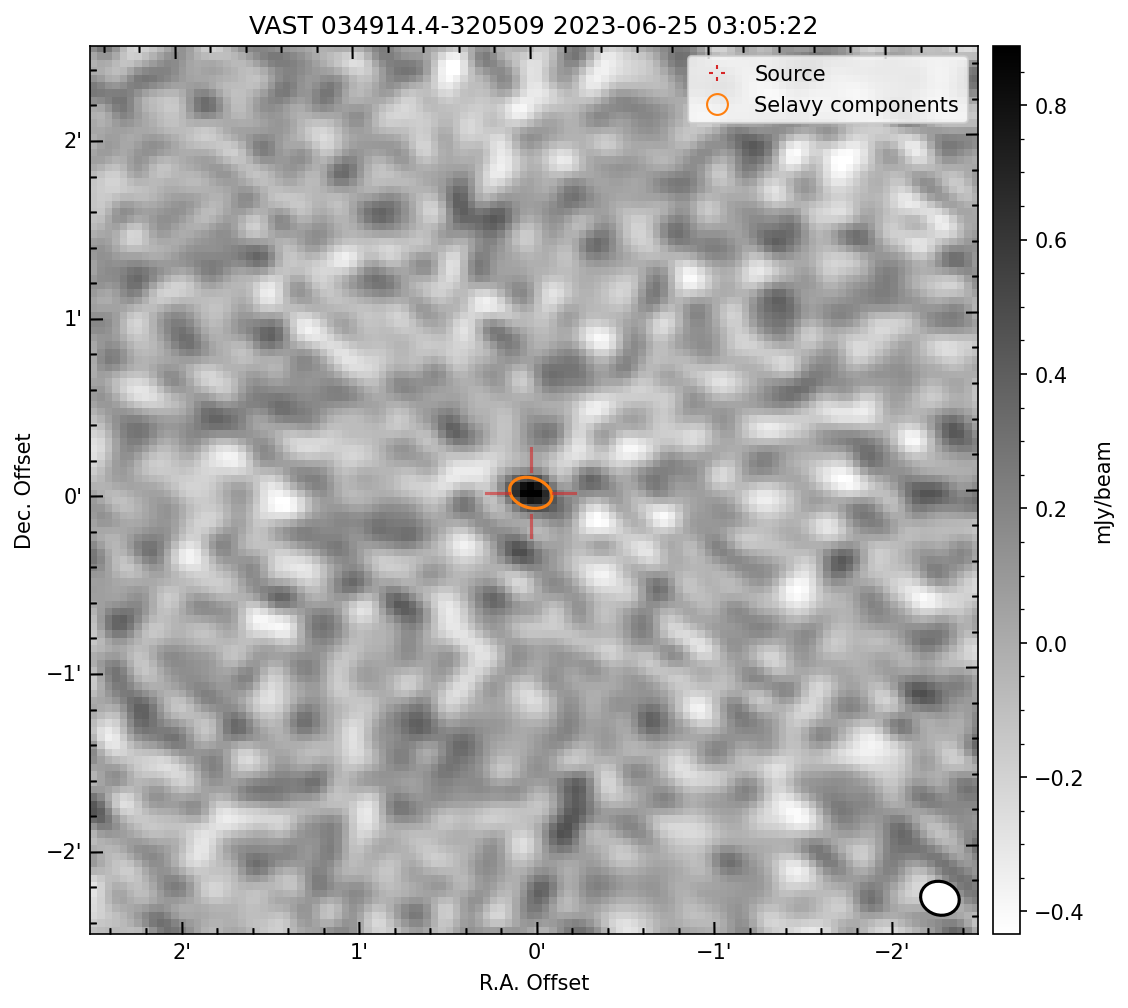 VAST 034914.4-320509 2023-06-25 03:05:22
Source
Selavy components
2'
1'
0'
−1'
−2'
Dec. Offset
2'
1'
0'
−1'
−2'
R.A. Offset
0.8
0.6
0.4
0.2
0.0
−0.2
−0.4
mJy/beam